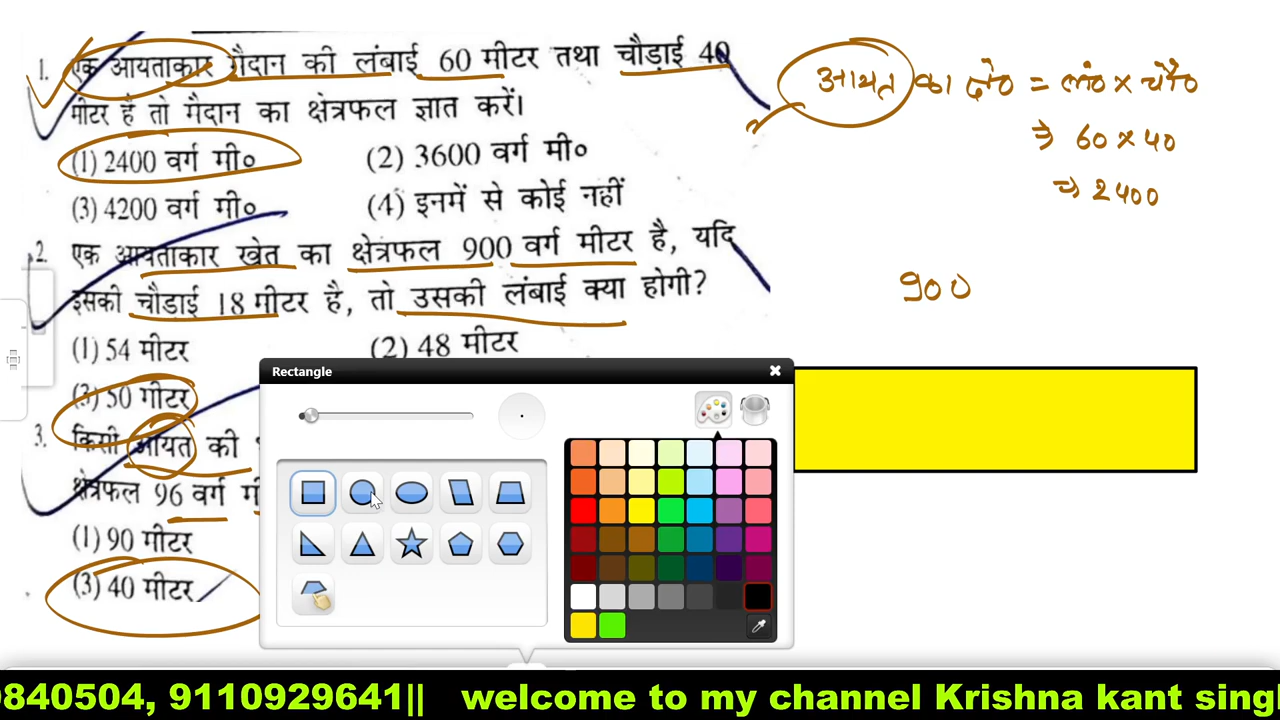 1. एक आयताकार मैदान की लंबाई 60 मीटर तथा चौड़ाई 40
मीटर है तो मैदान का क्षेत्रफल ज्ञात करें।
(1) 2400 वर्ग मी० (2) 3600 वर्ग मी०
(3) 4200 वर्ग मी० (4) इनमें से कोई नहीं
2. एक आयताकार खेत का क्षेत्रफल 900 वर्ग मीटर है, यदि
इसकी चौड़ाई 18 मीटर है, तो उसकी लंबाई क्या होगी?
(1) 54 मीटर (2) 48 मीटर
(3) 50 मीटर
3. किसी आयत की
क्षेत्रफल 96 वर्ग
(1) 90 मीटर
(3) 40 मीटर
आयत का क्षे० = लं० × चौ०
⇒ 60 × 40
⇒ 2400
900
Rectangle
9840504, 9110929641|| welcome to my channel Krishna kant sing